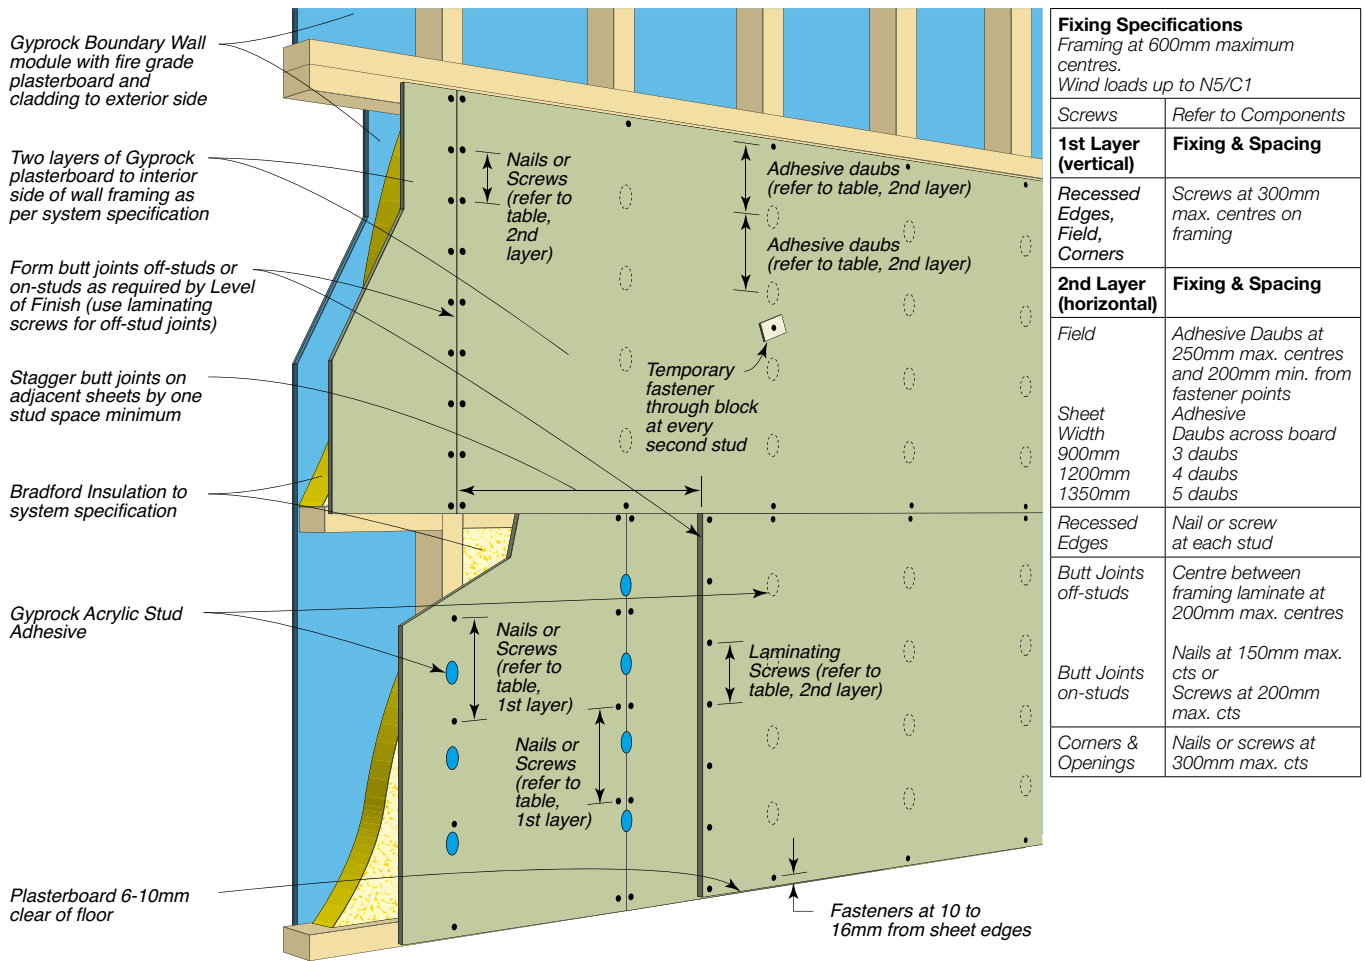 Gyprock Boundary Wall
module with fire grade
plasterboard and
cladding to exterior side
Two layers of Gyprock
plasterboard to interior
side of wall framing as
per system specification
Form butt joints off-studs or
on-studs as required by Level
of Finish (use laminating
screws for off-stud joints)
Stagger butt joints on
adjacent sheets by one
stud space minimum
Bradford Insulation to
system specification
Gyprock Acrylic Stud
Adhesive
Plasterboard 6-10mm
clear of floor
Nails or
Screws
(refer to
table,
2nd
layer)
Adhesive daubs
(refer to table, 2nd layer)
Adhesive daubs
(refer to table, 2nd layer)
Temporary
fastener
through block
at every
second stud
Nails or
Screws
(refer to
table,
1st layer)
Nails or
Screws
(refer to
table,
1st layer)
Laminating
Screws (refer to
table, 2nd layer)
Fasteners at 10 to
16mm from sheet edges
Fixing Specifications
Framing at 600mm maximum
centres.
Wind loads up to N5/C1
Screws Refer to Components
1st Layer Fixing & Spacing
(vertical)
Recessed Screws at 300mm
Edges, max. centres on
Field, framing
Corners
2nd Layer Fixing & Spacing
(horizontal)
Field Adhesive Daubs at
250mm max. centres
and 200mm min. from
fastener points
Sheet Adhesive
Width Daubs across board
900mm 3 daubs
1200mm 4 daubs
1350mm 5 daubs
Recessed Nail or screw
Edges at each stud
Butt Joints Centre between
off-studs framing laminate at
200mm max. centres
Nails at 150mm max.
Butt Joints cts or
on-studs Screws at 200mm
max. cts
Corners & Nails or screws at
Openings 300mm max. cts